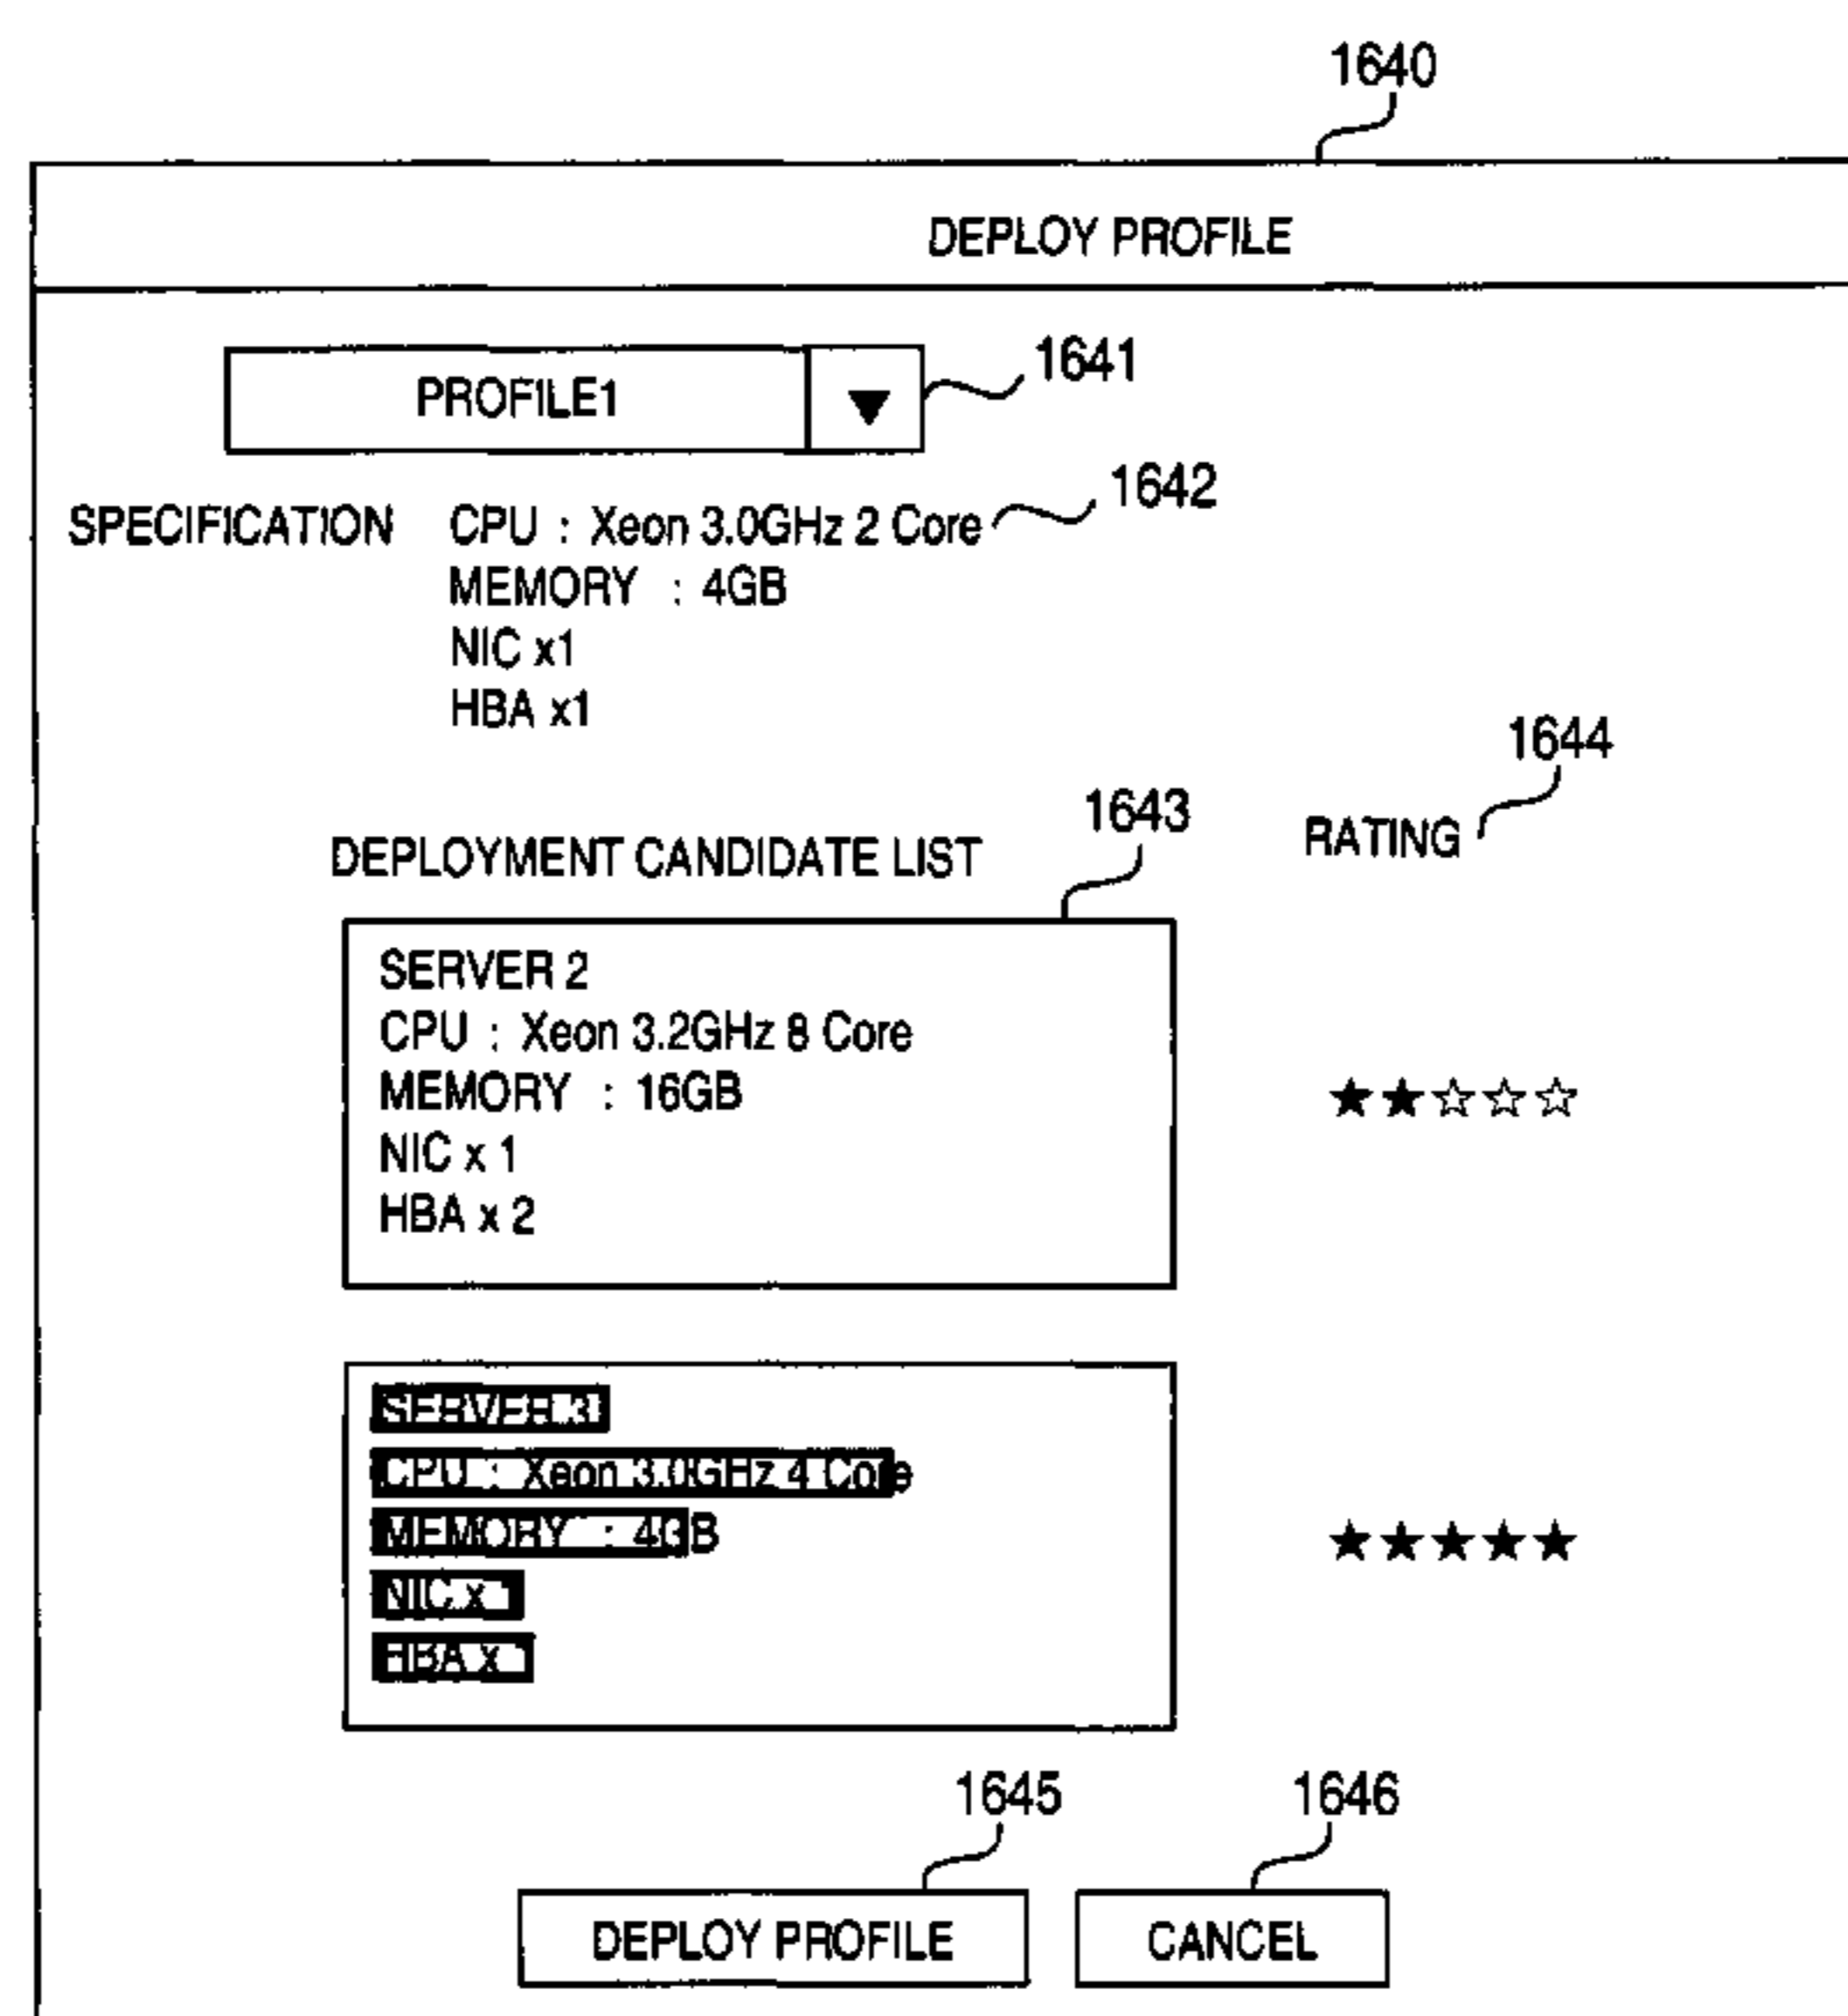 1640
DEPLOY PROFILE
PROFILE1 ▼
1641
SPECIFICATION CPU : Xeon 3.0GHz 2 Core
1642
MEMORY : 4GB
NIC x1
HBA x1
1644
1643
DEPLOYMENT CANDIDATE LIST
RATING
SERVER 2
CPU : Xeon 3.2GHz 8 Core
MEMORY : 16GB
NIC x 1
HBA x 2
★★☆☆☆
SERVER 3
CPU : Xeon 3.0GHz 4 Core
MEMORY : 4GB
NIC x 1
HBA x 1
★★★★★
1645
1646
DEPLOY PROFILE
CANCEL